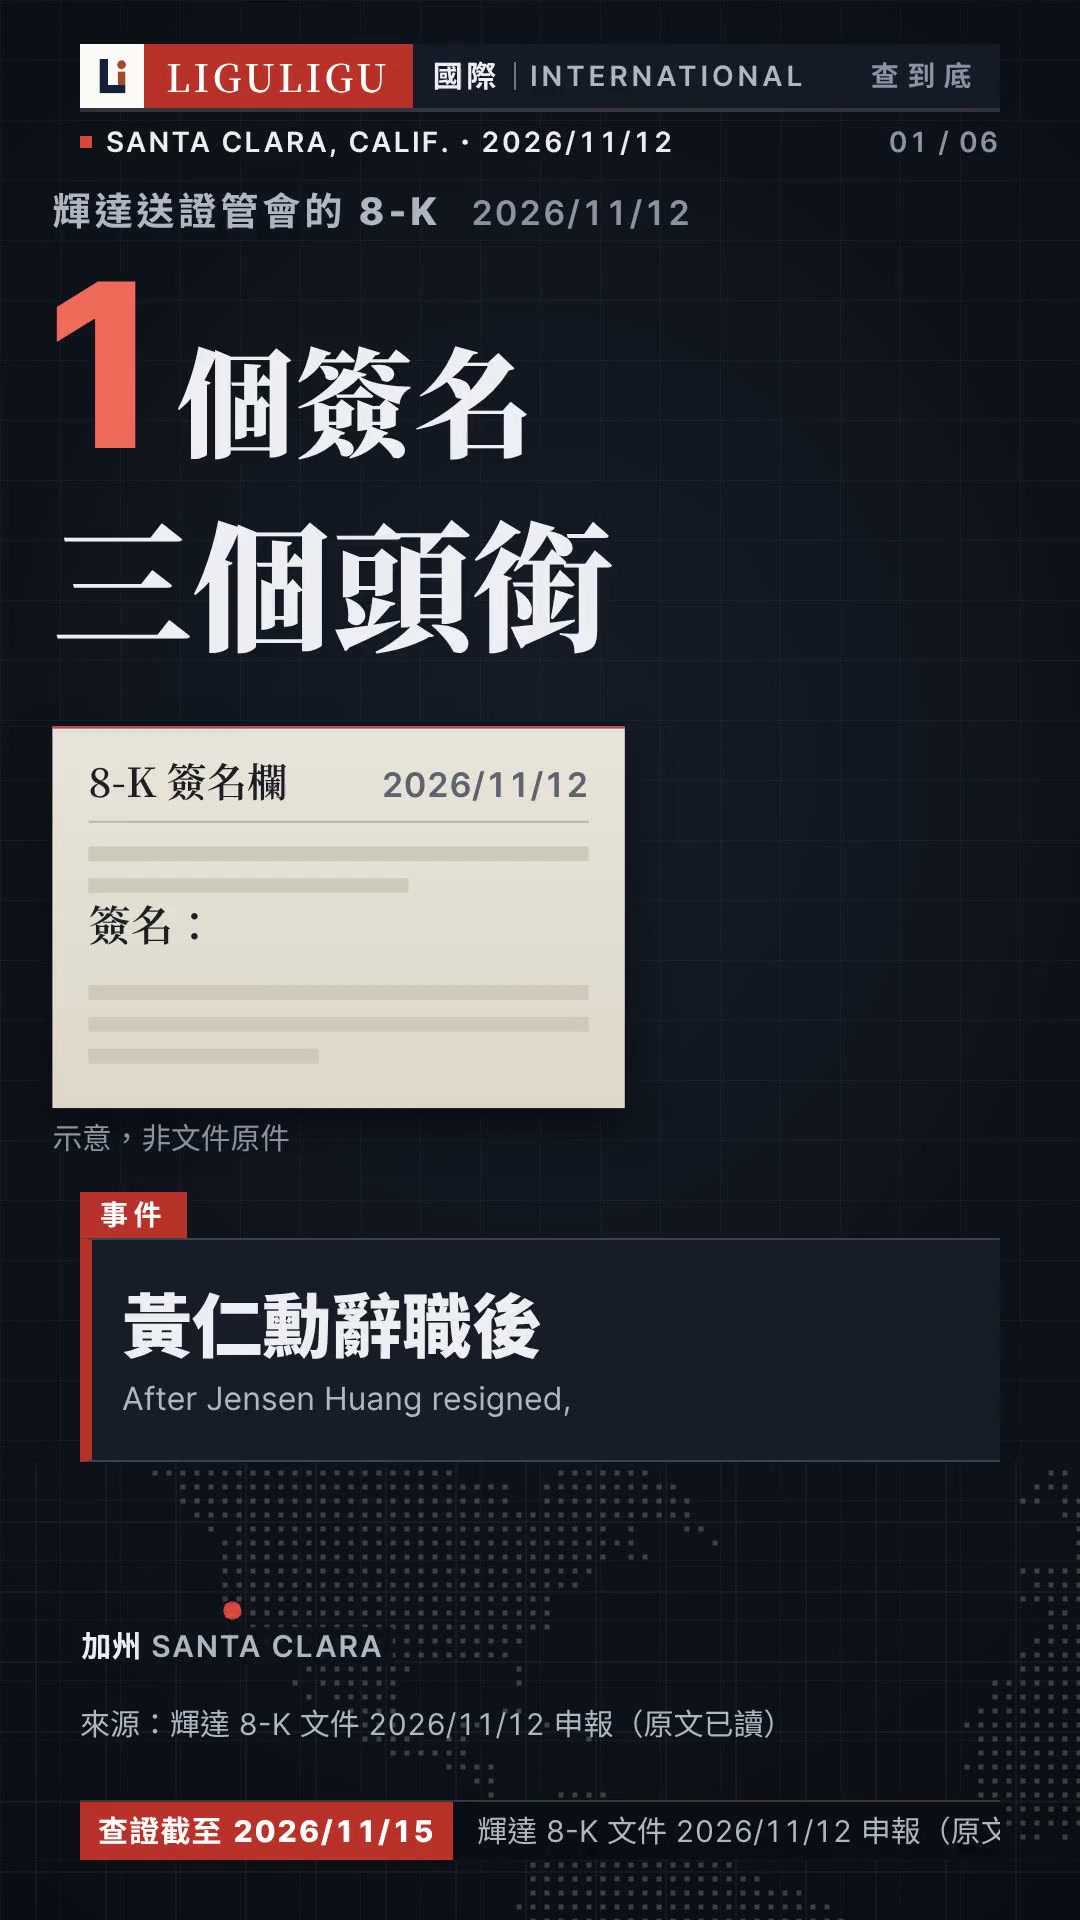 Li LIGULIGU 國際 | INTERNATIONAL 查到底
SANTA CLARA, CALIF. · 2026/11/12 01 / 06
輝達送證管會的 8-K 2026/11/12
1個簽名
三個頭銜
8-K 簽名欄 2026/11/12
簽名：
示意，非文件原件
事件
黃仁勳辭職後
After Jensen Huang resigned,
加州 SANTA CLARA
來源：輝達 8-K 文件 2026/11/12 申報（原文已讀）
查證截至 2026/11/15 輝達 8-K 文件 2026/11/12 申報（原文